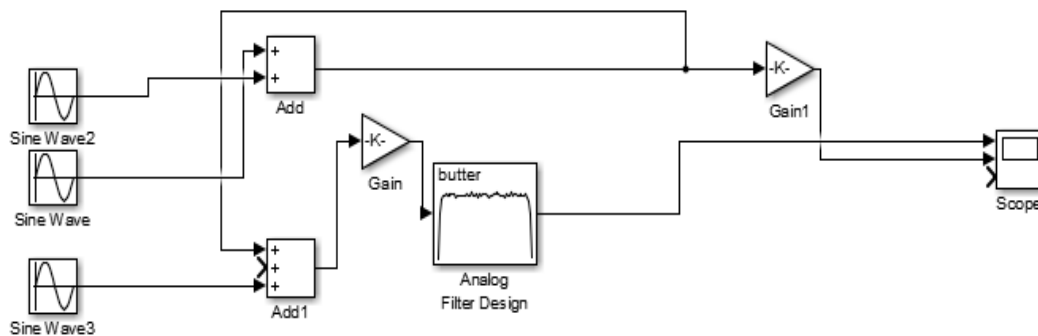 +
+
Add
-K-
Gain1
Sine Wave2
Sine Wave
-K-
Gain
butter
Analog
Filter Design
Scope
+
+
+
Add1
Sine Wave3